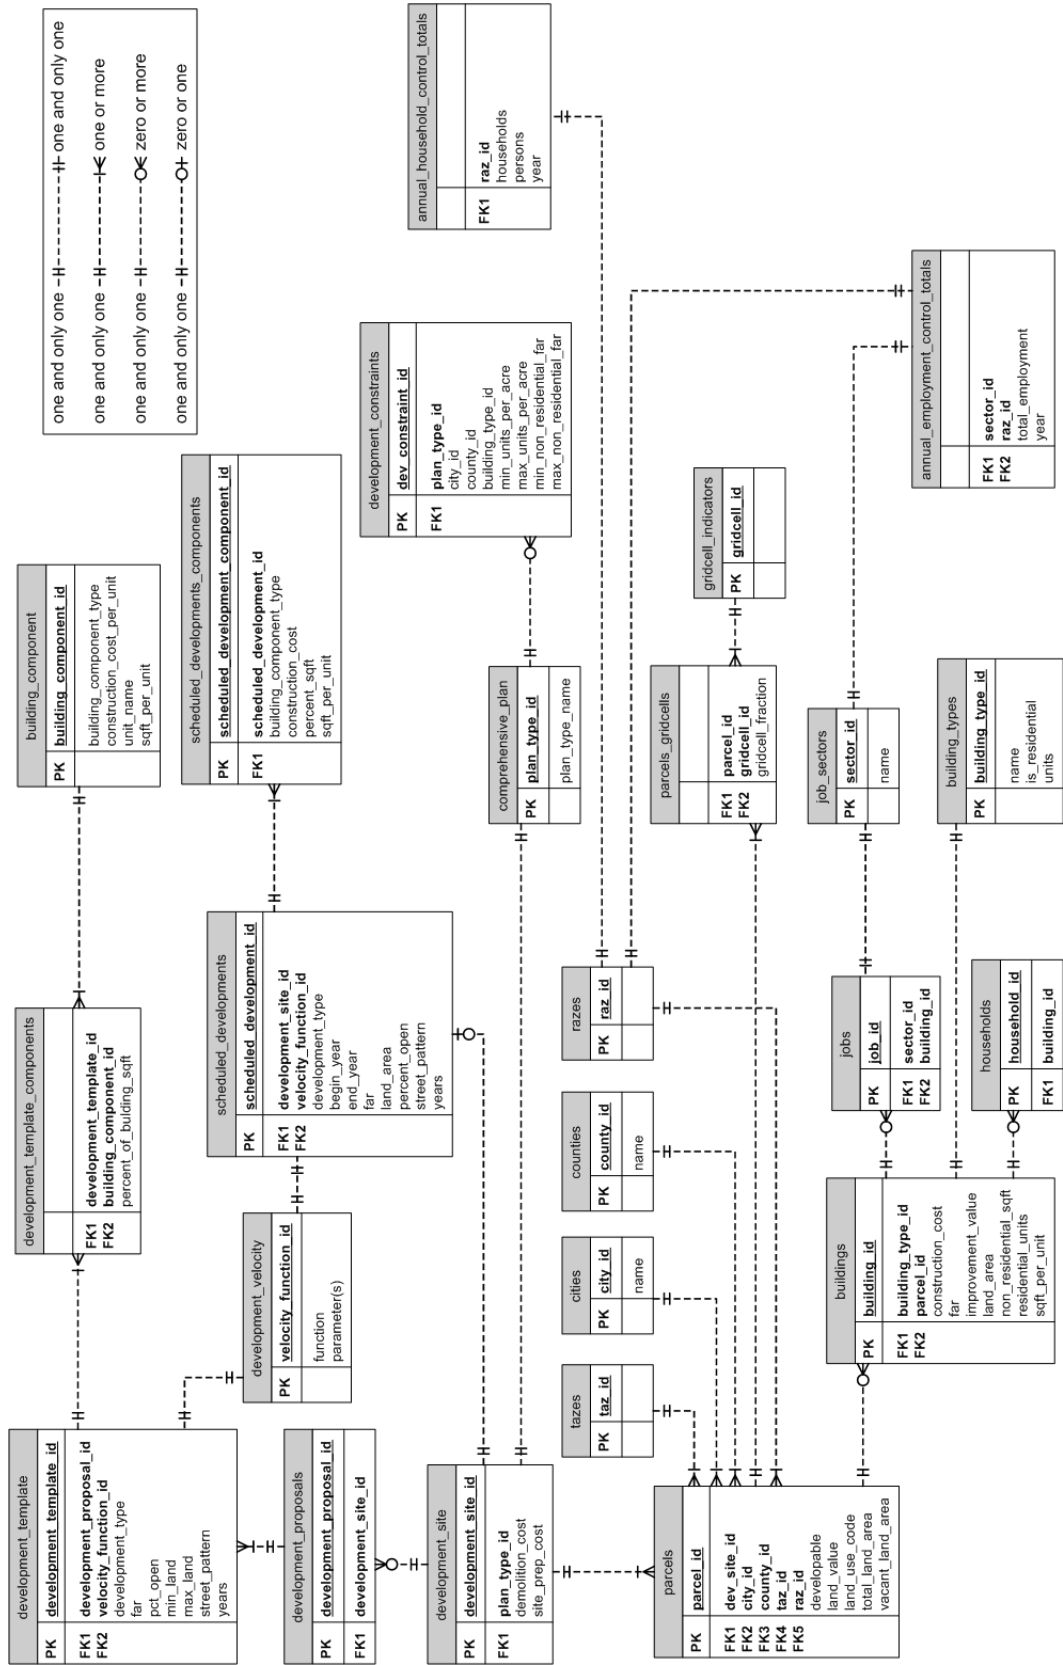 development_template
PK development_template_id
FK1 development_proposal_id
FK2 velocity_function_id
development_type
far
pct_open
min_land
max_land
street_pattern
years
development_template_components
FK1 development_template_id
FK2 building_component_id
percent_of_building_sqft
building_component
PK building_component_id
building_component_type
construction_cost_per_unit
unit_name
sqft_per_unit
one and only one one and only one
one and only one one or more
one and only one zero or more
one and only one zero or one
development_proposals
PK development_proposal_id
FK1 development_site_id
development_velocity
PK velocity_function_id
function
parameter(s)
scheduled_developments
PK scheduled_development_id
FK1 development_site_id
FK2 velocity_function_id
development_type
begin_year
end_year
far
land_area
percent_open
street_pattern
years
scheduled_developments_components
PK scheduled_development_component_id
FK1 scheduled_development_id
building_component_type
construction_cost
percent_sqft
sqft_per_unit
development_constraints
PK dev_constraint_id
FK1 plan_type_id
city_id
county_id
building_type_id
min_units_per_acre
max_units_per_acre
min_non_residential_far
max_non_residential_far
annual_household_control_totals
FK1 raz_id
households
persons
year
development_site
PK development_site_id
FK1 plan_type_id
demolition_cost
site_prep_cost
comprehensive_plan
PK plan_type_id
plan_type_name
tazes
PK taz_id
cities
PK city_id
name
counties
PK county_id
name
razes
PK raz_id
parcels
PK parcel_id
FK1 dev_site_id
FK2 city_id
FK3 county_id
FK4 taz_id
FK5 raz_id
developable
land_value
land_use_code
total_land_area
vacant_land_area
parcels_gridcells
FK1 parcel_id
FK2 gridcell_id
gridcell_fraction
gridcell_indicators
PK gridcell_id
buildings
PK building_id
FK1 building_type_id
FK2 parcel_id
construction_cost
far
improvement_value
land_area
non_residential_sqft
residential_units
sqft_per_unit
jobs
PK job_id
FK1 sector_id
FK2 building_id
job_sectors
PK sector_id
name
annual_employment_control_totals
FK1 sector_id
FK2 raz_id
total_employment
year
households
PK household_id
FK1 building_id
building_types
PK building_type_id
name
is_residential
units